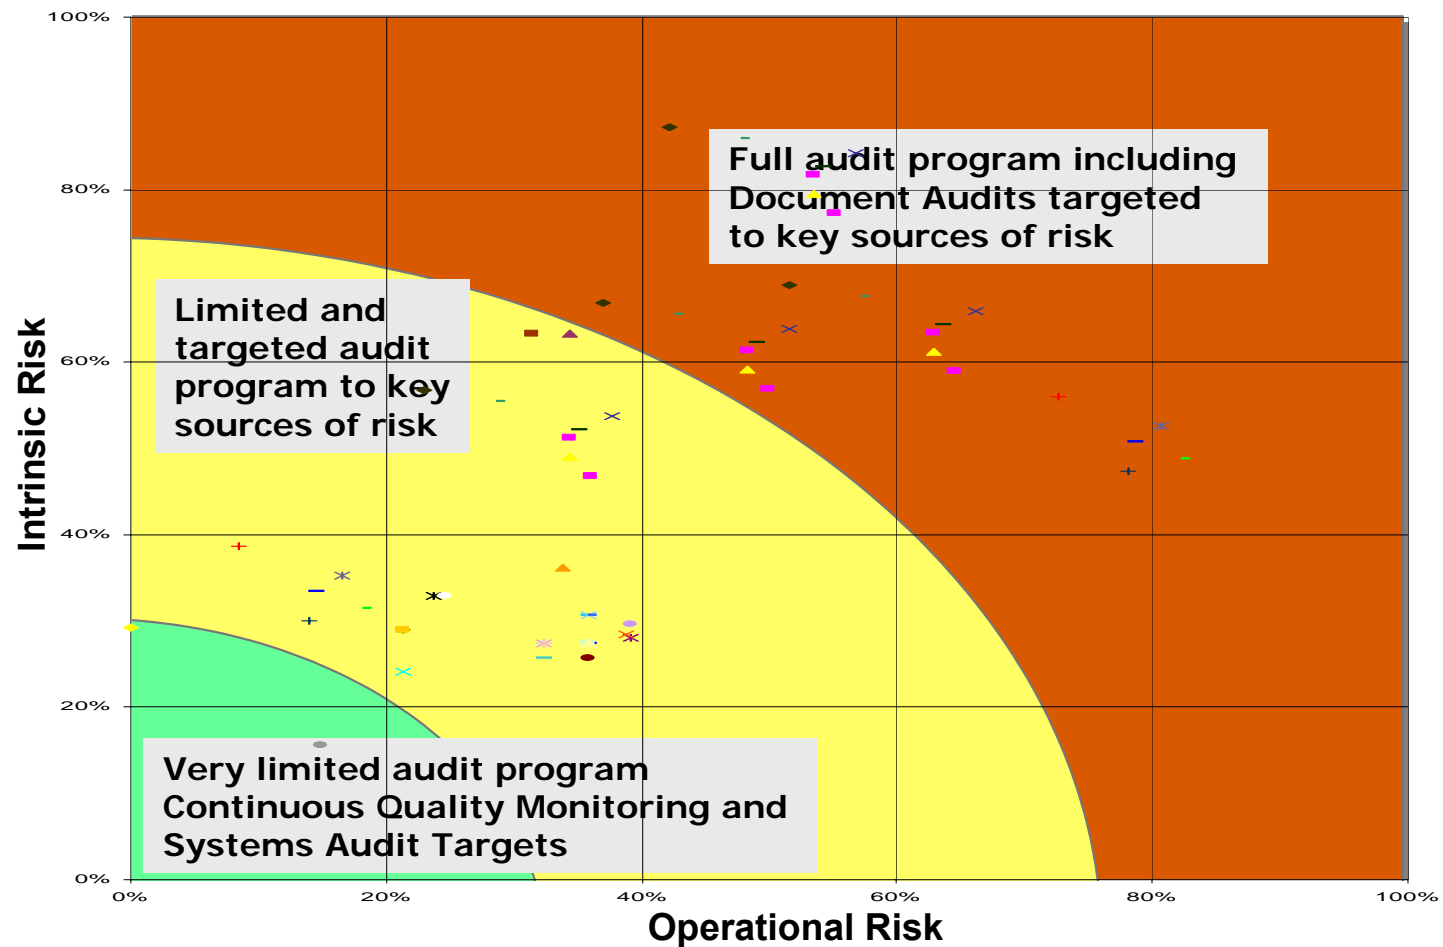 100%
80%
60%
40%
20%
0%
Intrinsic Risk
Full audit program including
Document Audits targeted
to key sources of risk
Limited and
targeted audit
program to key
sources of risk
Very limited audit program
Continuous Quality Monitoring and
Systems Audit Targets
0%
20%
40%
60%
80%
100%
Operational Risk